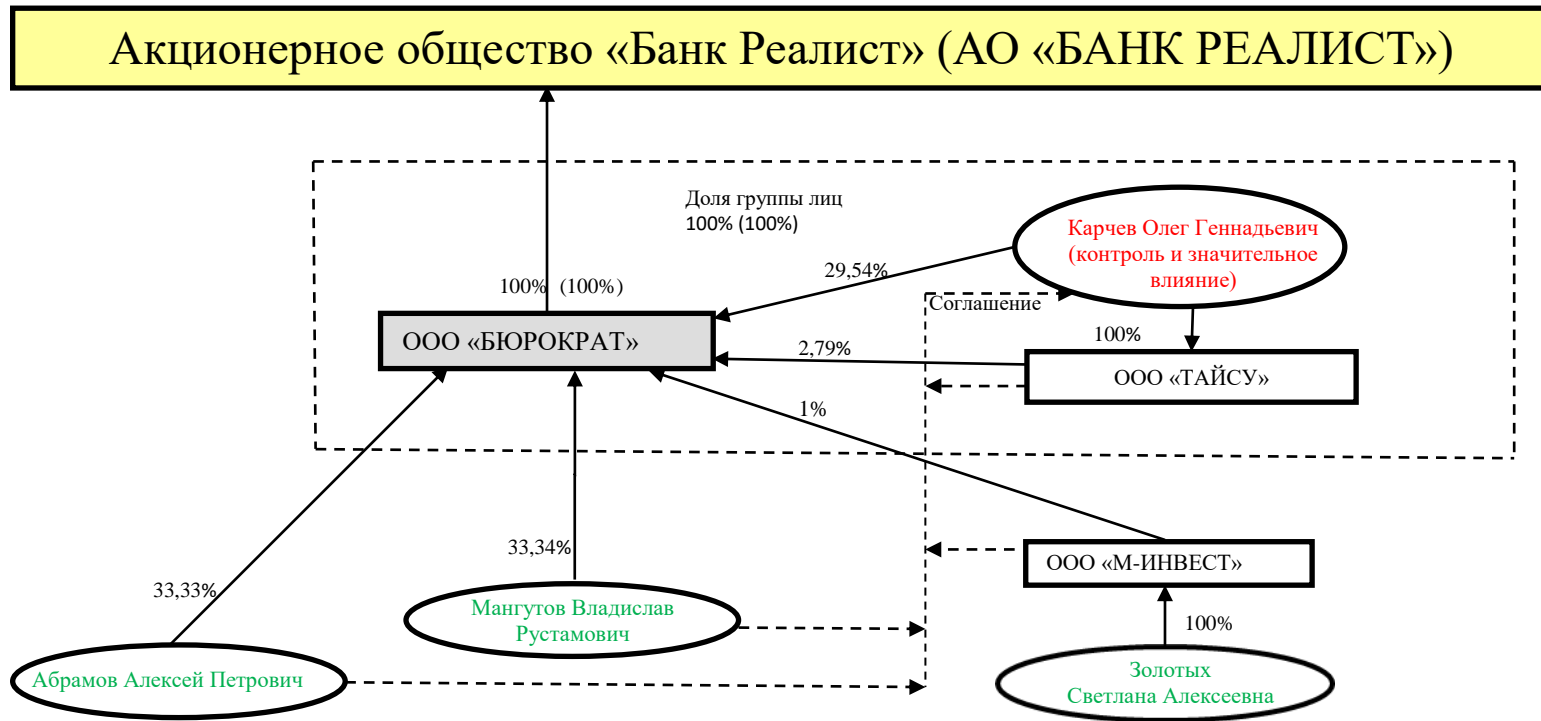 Акционерное общество «Банк Реалист» (АО «БАНК РЕАЛИСТ»)
Доля группы лиц
100% (100%)
Карчев Олег Геннадьевич
(контроль и значительное
влияние)
29,54%
100% (100%)
Соглашение
ООО «БЮРОКРАТ»
2,79%
100%
ООО «ТАЙСУ»
1%
33,34%
ООО «М-ИНВЕСТ»
33,33%
Мангутов Владислав
Рустамович
100%
Абрамов Алексей Петрович
Золотых
Светлана Алексеевна